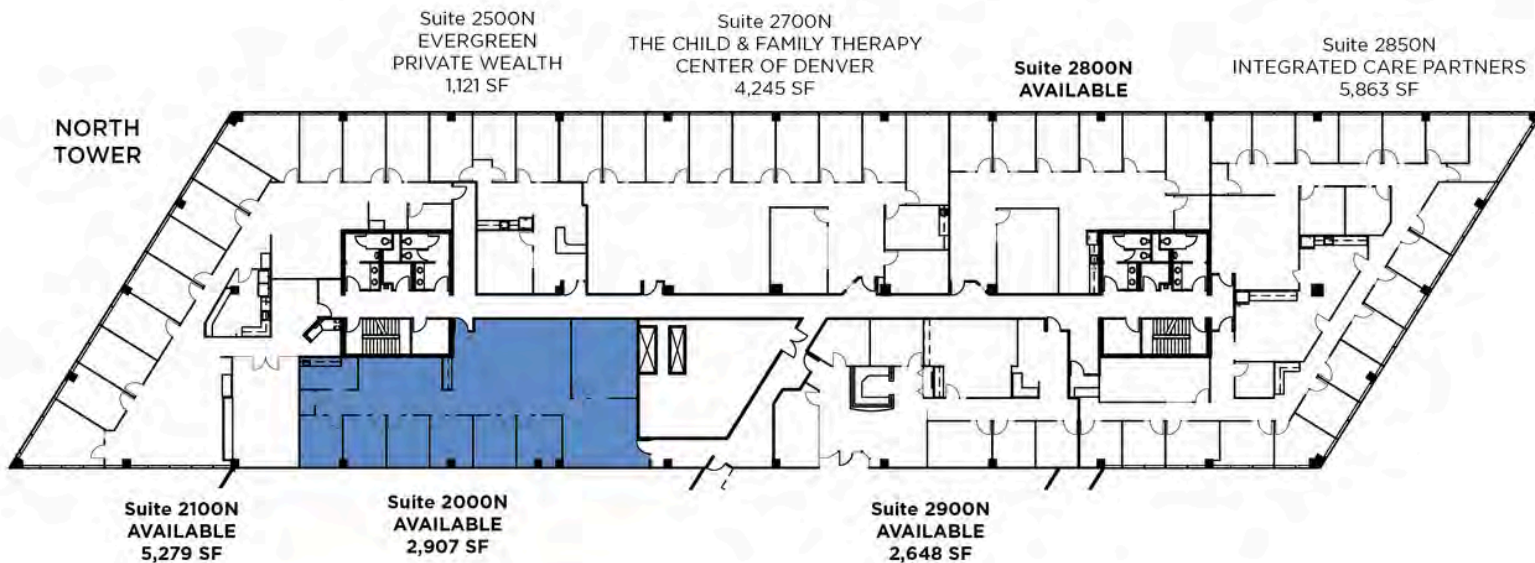 Suite 2500N
EVERGREEN
PRIVATE WEALTH
1,121 SF
Suite 2700N
THE CHILD & FAMILY THERAPY
CENTER OF DENVER
4,245 SF
Suite 2800N
AVAILABLE
Suite 2850N
INTEGRATED CARE PARTNERS
5,863 SF
NORTH
TOWER
Suite 2100N
AVAILABLE
5,279 SF
Suite 2000N
AVAILABLE
2,907 SF
Suite 2900N
AVAILABLE
2,648 SF